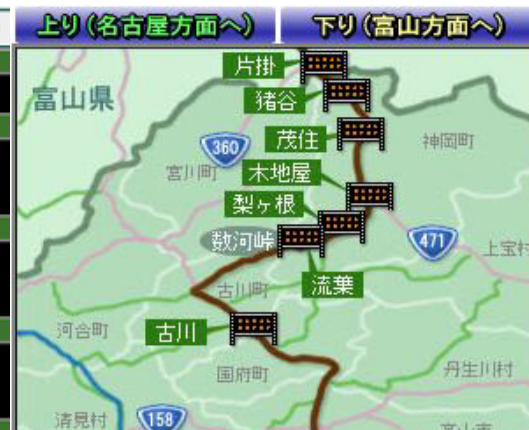 上り(名古屋方面へ)
下り(富山方面へ)
片掛
富山県
猪谷
茂住
神岡町
360
宮川町
木地屋
梨ヶ根
数河峠
471
上宝村
流葉
古川町
古川
河合町
国府町
丹生川村
清見村
158
高山市